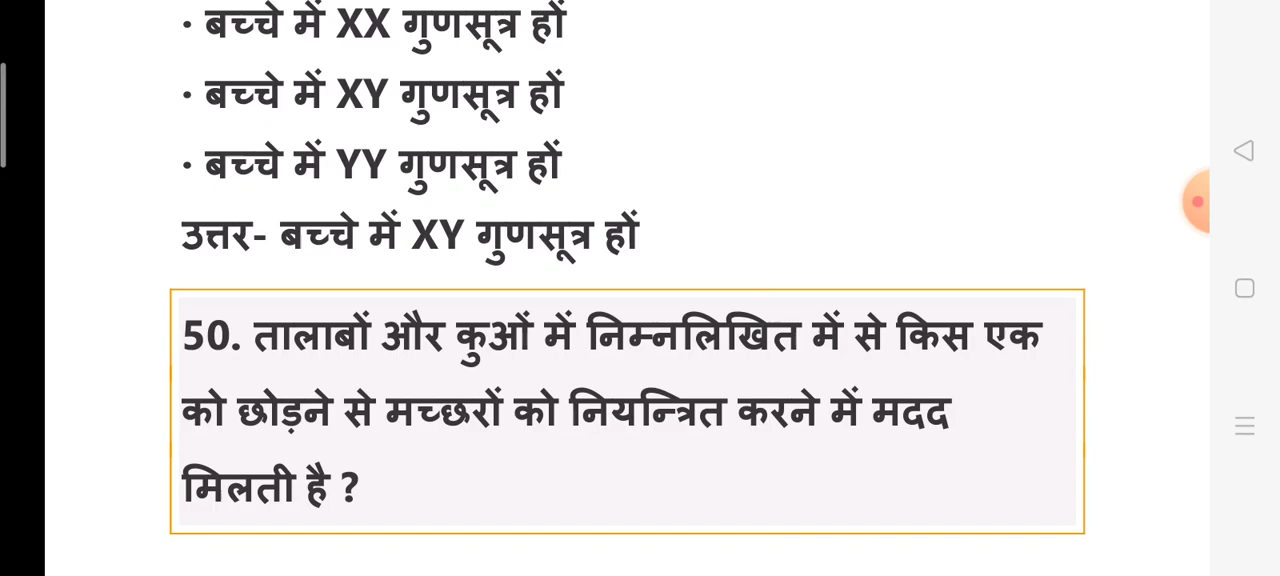 · बच्चे में XX गुणसूत्र हों
· बच्चे में XY गुणसूत्र हों
· बच्चे में YY गुणसूत्र हों
उत्तर- बच्चे में XY गुणसूत्र हों
50. तालाबों और कुओं में निम्नलिखित में से किस एक
को छोड़ने से मच्छरों को नियन्त्रित करने में मदद
मिलती है ?